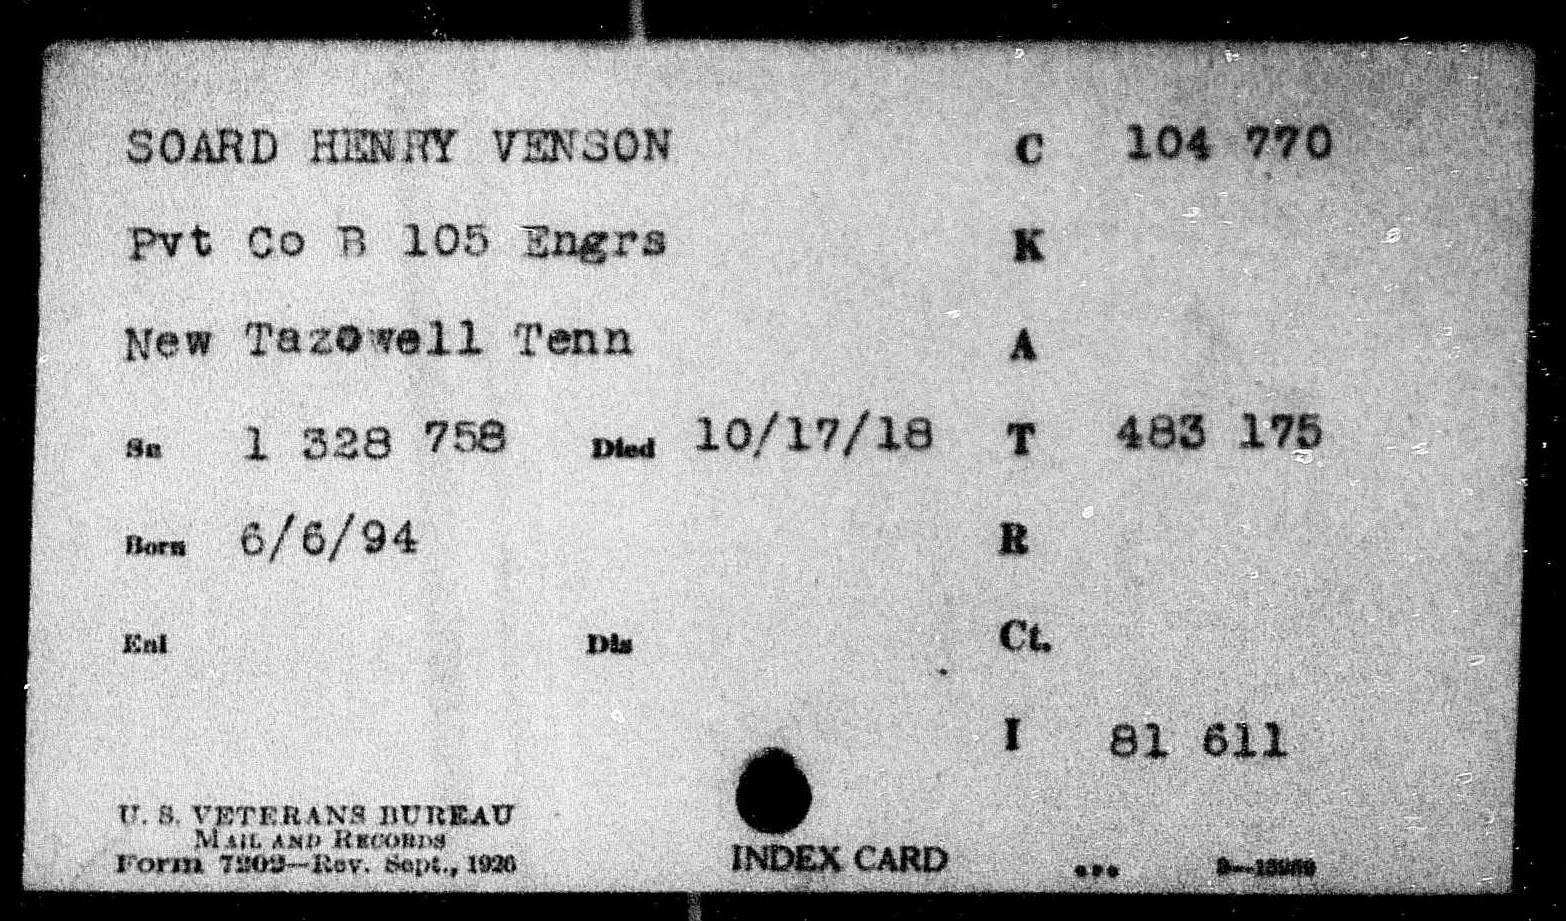 SOARD HENRY VENSON C 104 770
Pvt Co B 105 Engrs K
New Tazewell Tenn A
Sn 1 328 758 Died 10/17/18 T 483 175
Born 6/6/94 R
Enl Dis Ct.
I 81 611
U. S. VETERANS BUREAU
MAIL AND RECORDS
Form 7202—Rev. Sept., 1926
INDEX CARD